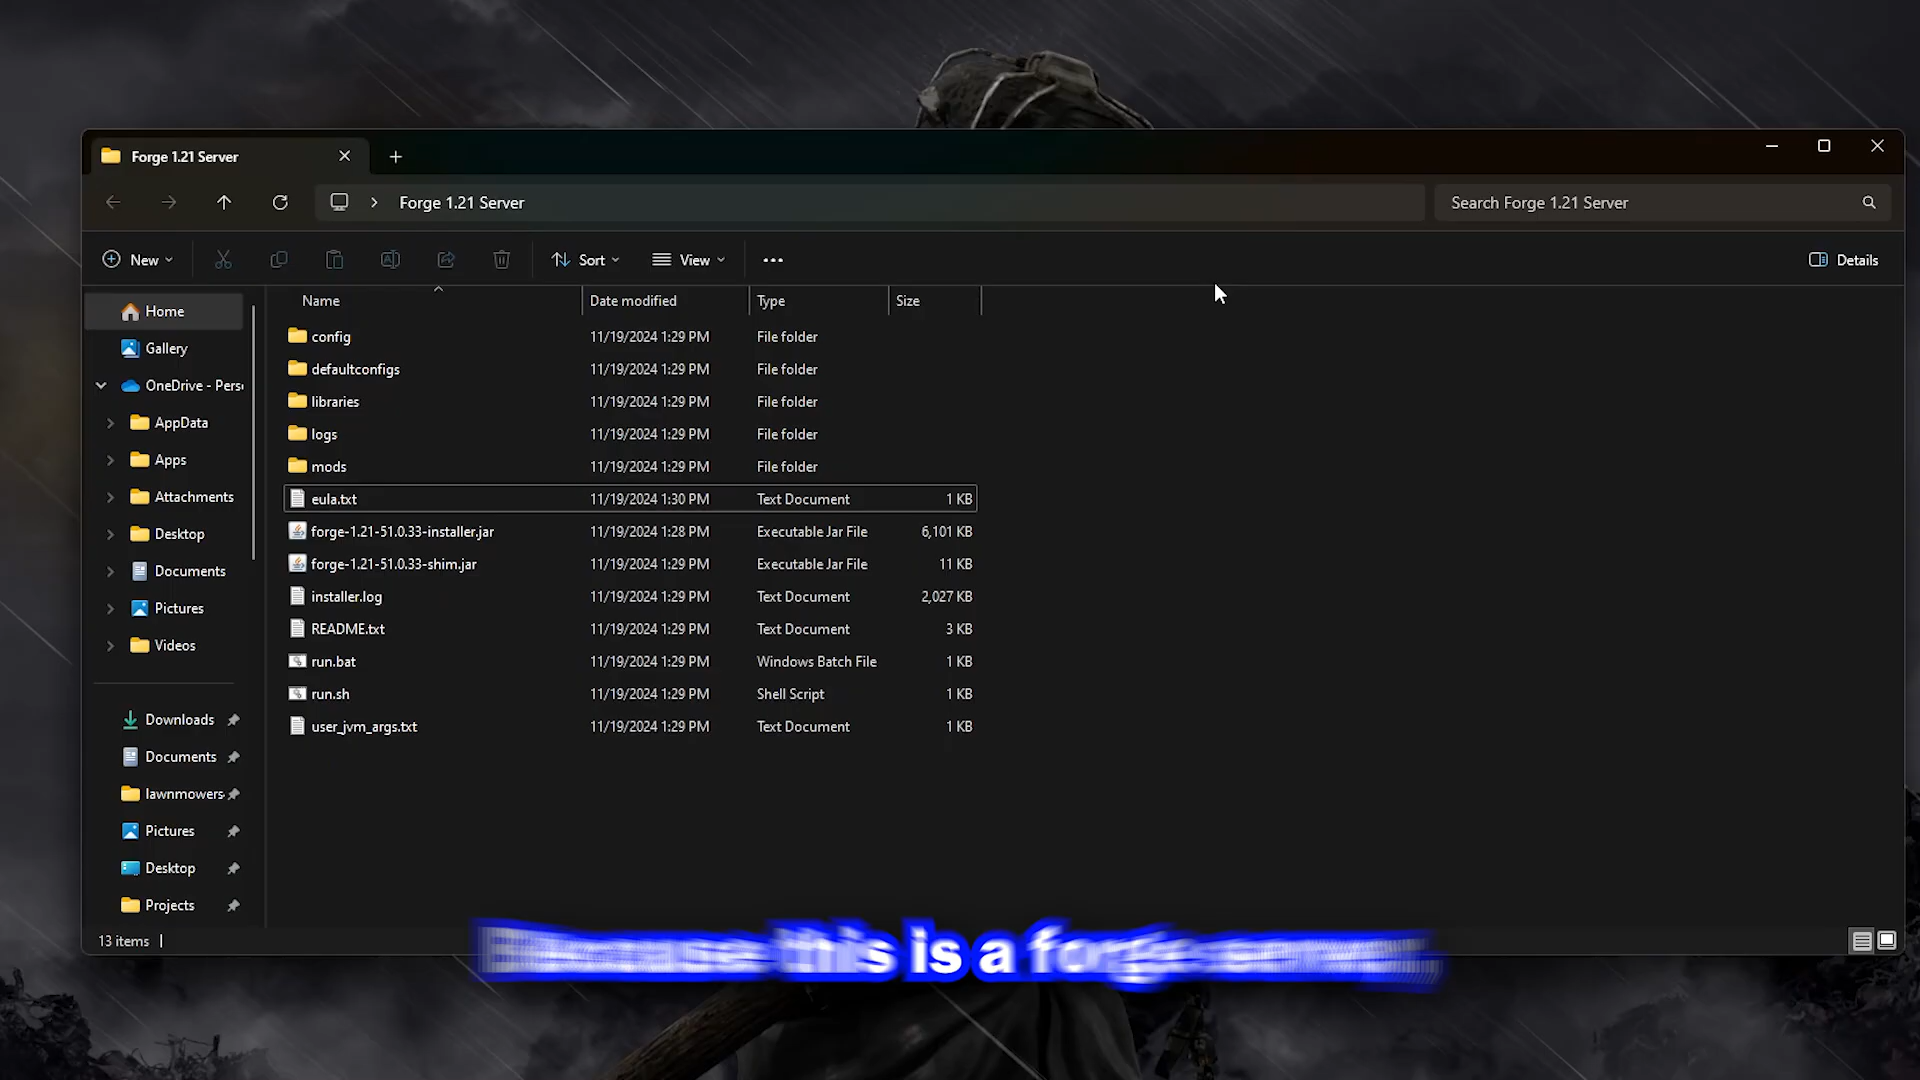 Forge 1.21 Server
Forge 1.21 Server
Search Forge 1.21 Server
New
Sort
View
Details
Name
Date modified
Type
Size
Home
Gallery
OneDrive - Pers
AppData
Apps
Attachments
Desktop
Documents
Pictures
Videos
Downloads
Documents
lawnmowers
Pictures
Desktop
Projects
config 11/19/2024 1:29 PM File folder
defaultconfigs 11/19/2024 1:29 PM File folder
libraries 11/19/2024 1:29 PM File folder
logs 11/19/2024 1:29 PM File folder
mods 11/19/2024 1:29 PM File folder
eula.txt 11/19/2024 1:30 PM Text Document 1 KB
forge-1.21-51.0.33-installer.jar 11/19/2024 1:28 PM Executable Jar File 6,101 KB
forge-1.21-51.0.33-shim.jar 11/19/2024 1:29 PM Executable Jar File 11 KB
installer.log 11/19/2024 1:29 PM Text Document 2,027 KB
README.txt 11/19/2024 1:29 PM Text Document 3 KB
run.bat 11/19/2024 1:29 PM Windows Batch File 1 KB
run.sh 11/19/2024 1:29 PM Shell Script 1 KB
user_jvm_args.txt 11/19/2024 1:29 PM Text Document 1 KB
13 items
this is a forge